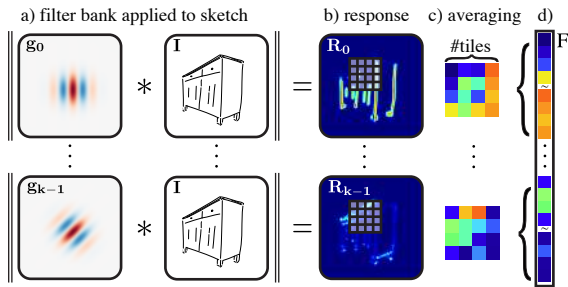 a) filter bank applied to sketch b) response c) averaging d)
g₀ I R₀ #tiles F
* =
~
gₖ₋₁ I Rₖ₋₁
* =
~